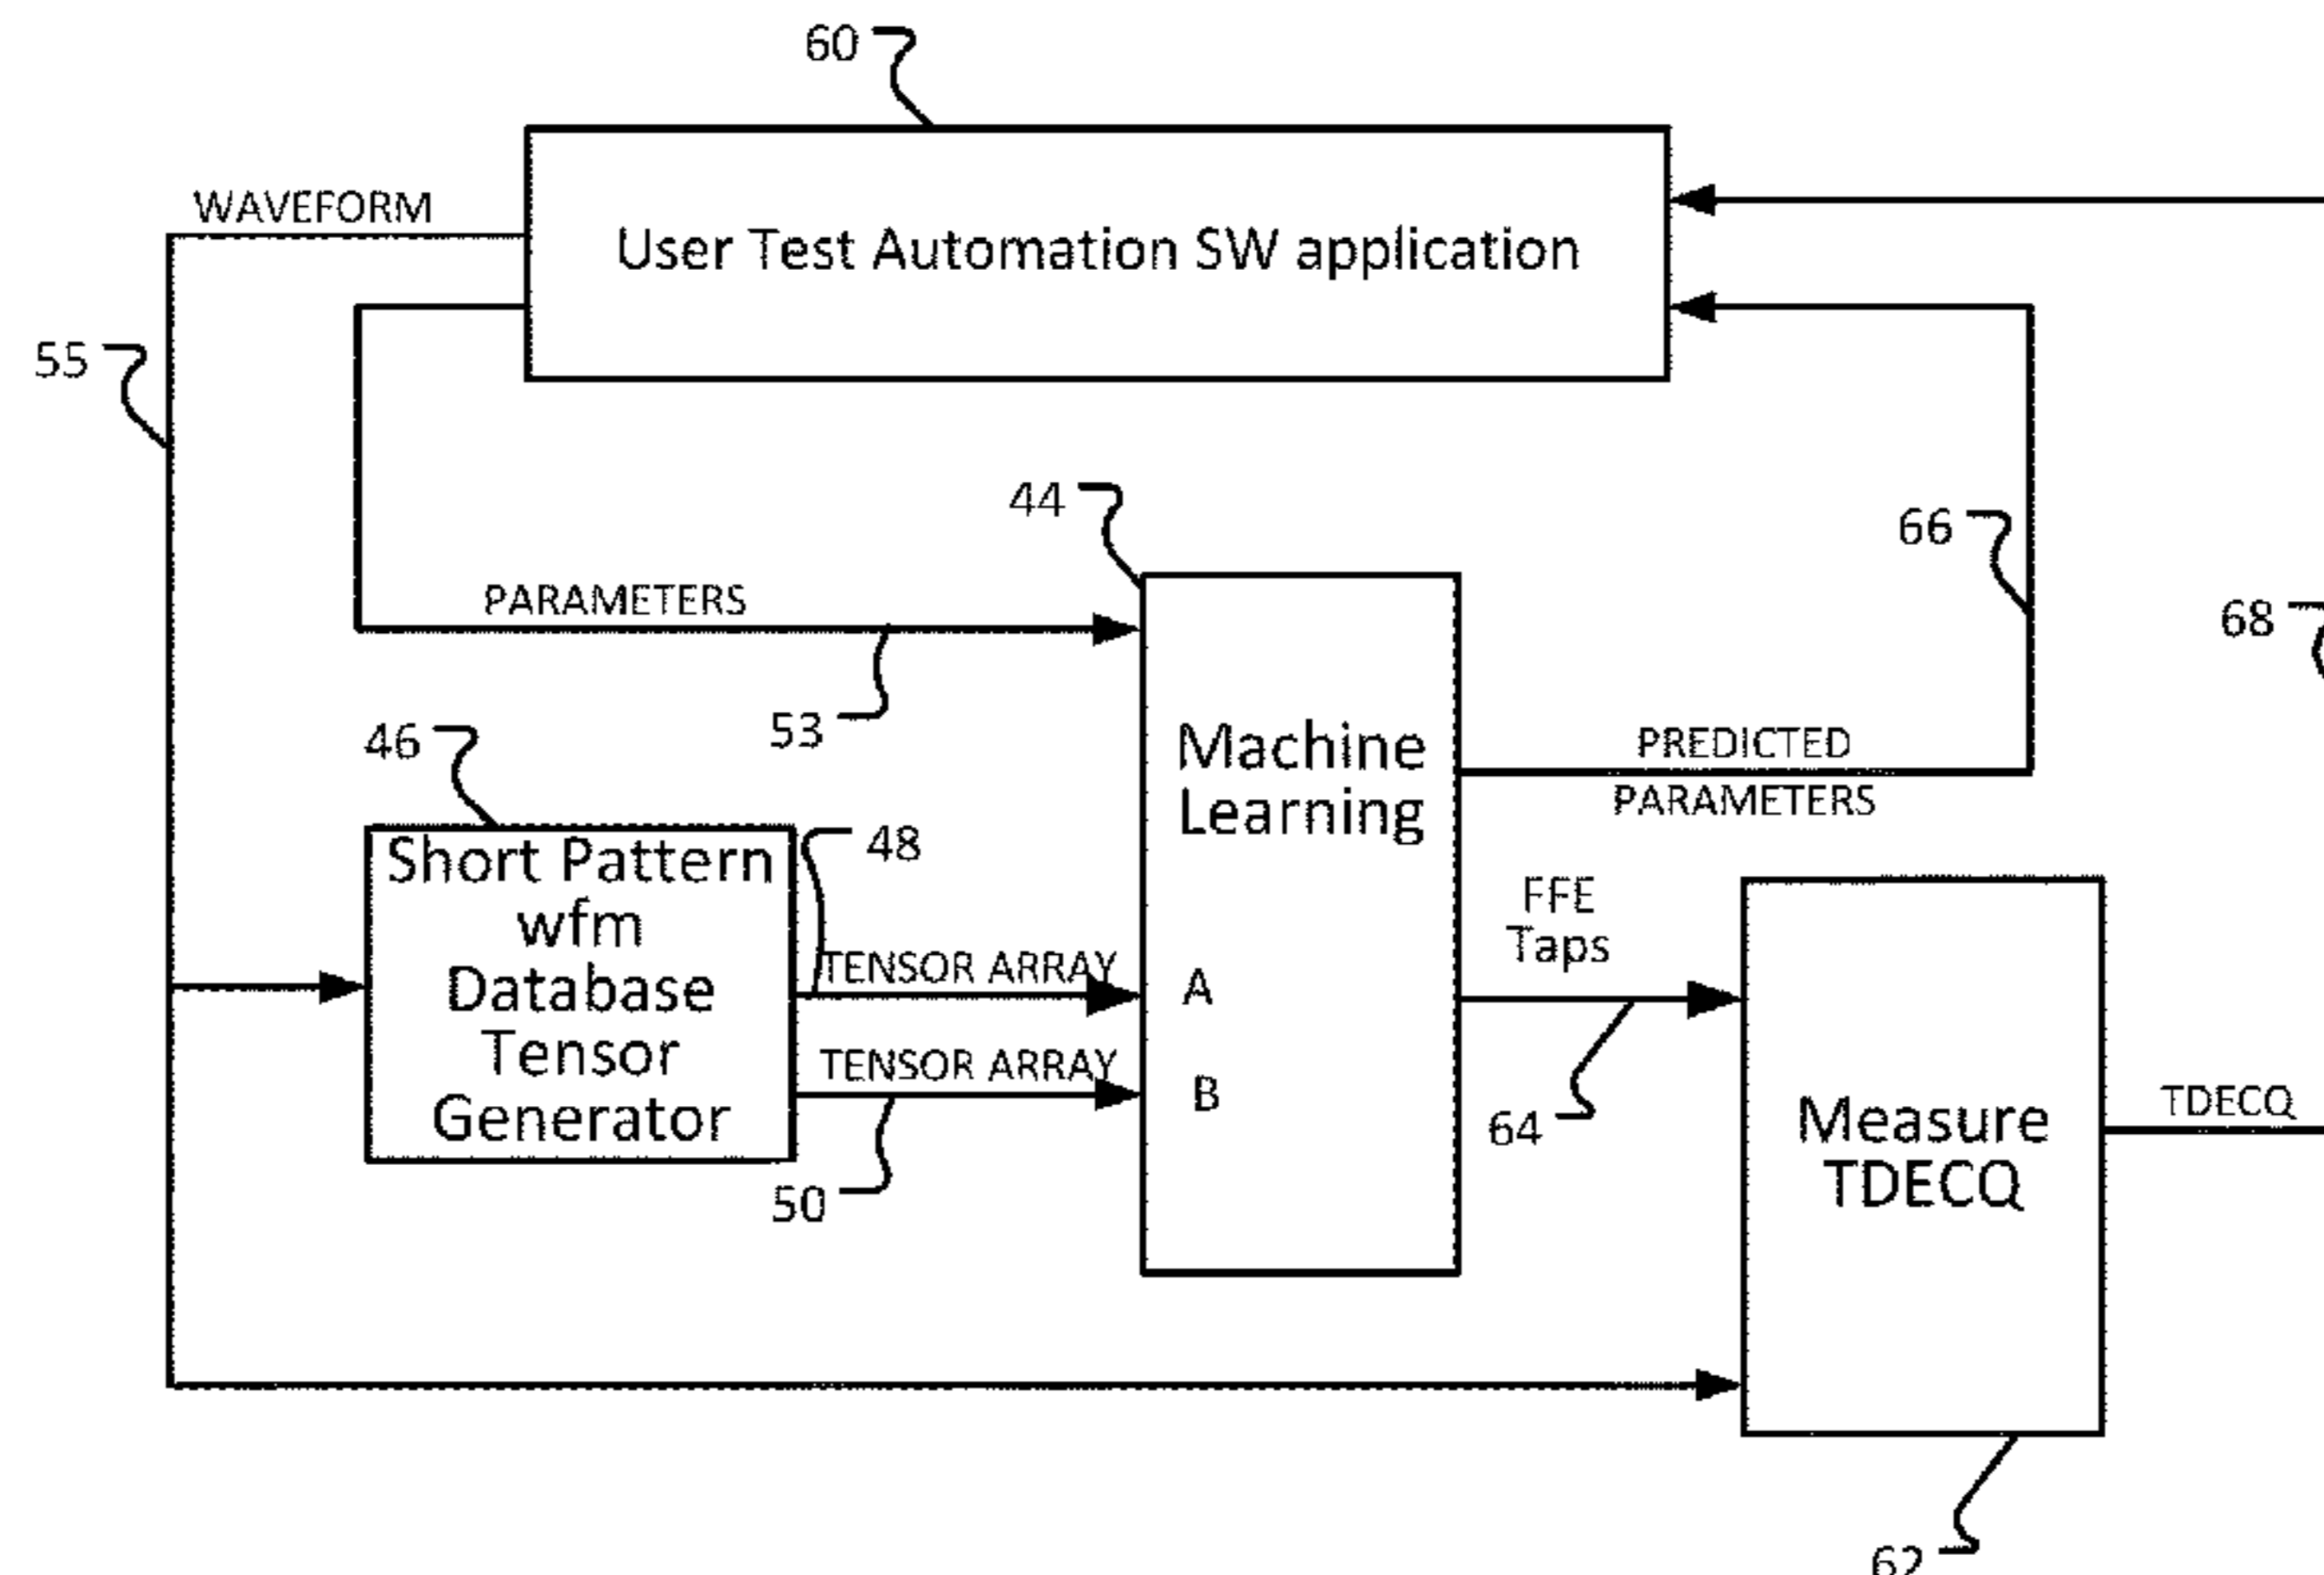 60
WAVEFORM
User Test Automation SW application
55
44
66
PARAMETERS
68
53
46
Machine
Learning
PREDICTED
PARAMETERS
48
Short Pattern
wfm
Database
Tensor
Generator
TENSOR ARRAY
A
FFE
Taps
TENSOR ARRAY
B
50
64
Measure
TDECQ
TDECQ
62